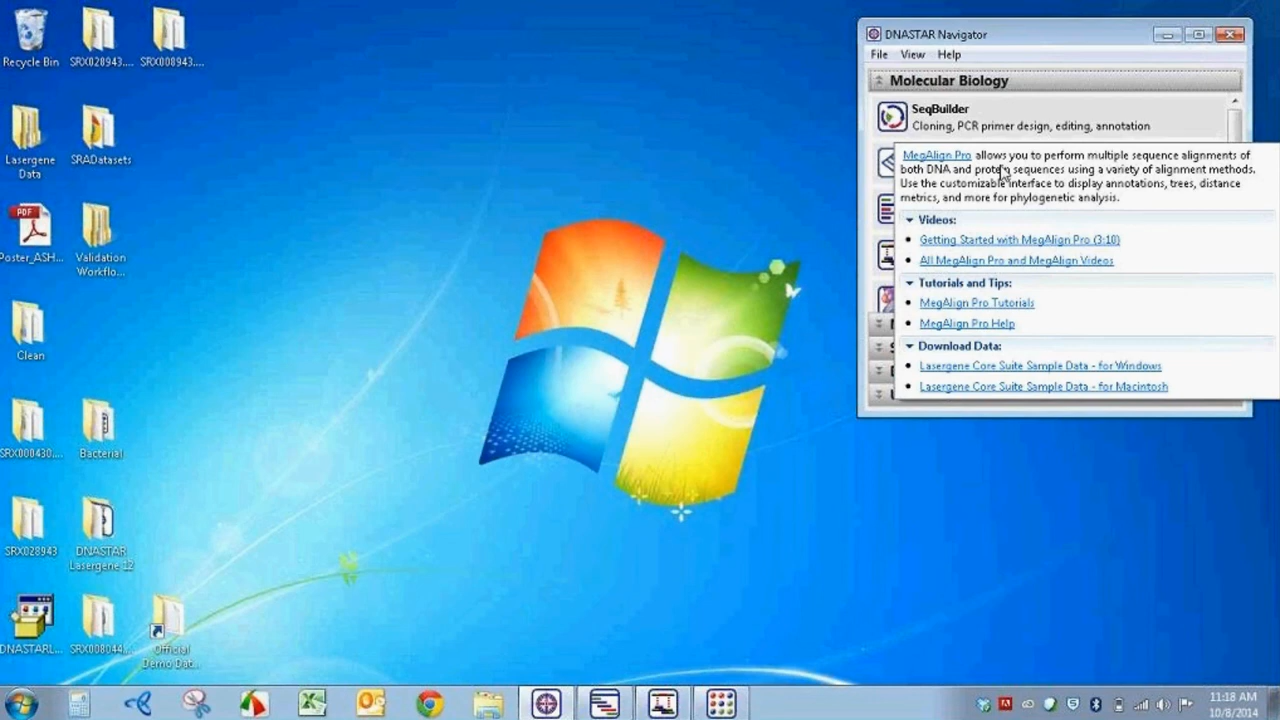 Recycle Bin
SRX028943....
SRX008943....
Lasergene
Data
SRADatasets
PDF
Poster_ASH...
Validation
Workflo...
Clean
SRX000430....
Bacterial
SRX028943
DNASTAR
Lasergene 12
DNASTARL...
SRX008044....
Official
Demo Dat...
DNASTAR Navigator
File View Help
Molecular Biology
SeqBuilder
Cloning, PCR primer design, editing, annotation
MegAlign Pro allows you to perform multiple sequence alignments of
both DNA and protein sequences using a variety of alignment methods.
Use the customizable interface to display annotations, trees, distance
metrics, and more for phylogenetic analysis.
Videos:
Getting Started with MegAlign Pro (3:10)
All MegAlign Pro and MegAlign Videos
Tutorials and Tips:
MegAlign Pro Tutorials
MegAlign Pro Help
Download Data:
Lasergene Core Suite Sample Data - for Windows
Lasergene Core Suite Sample Data - for Macintosh
11:18 AM
10/8/2014